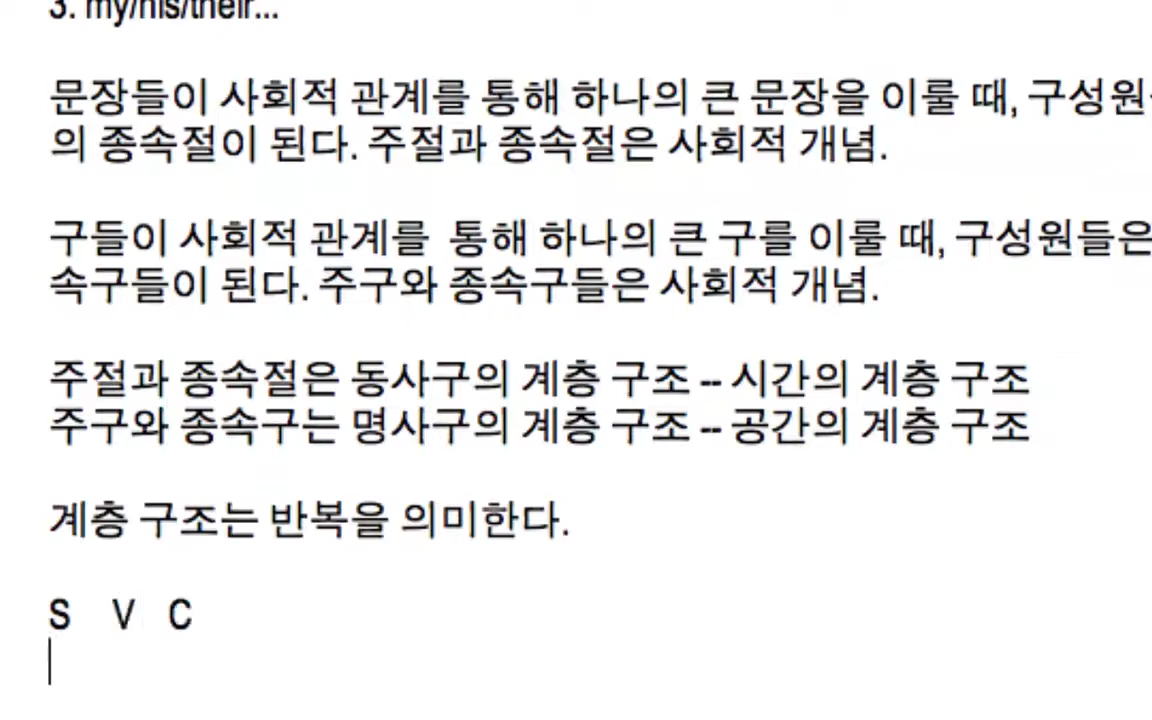 3. my/his/their...
문장들이 사회적 관계를 통해 하나의 큰 문장을 이룰 때, 구성원
의 종속절이 된다. 주절과 종속절은 사회적 개념.
구들이 사회적 관계를 통해 하나의 큰 구를 이룰 때, 구성원들은
속구들이 된다. 주구와 종속구들은 사회적 개념.
주절과 종속절은 동사구의 계층 구조 -- 시간의 계층 구조
주구와 종속구는 명사구의 계층 구조 -- 공간의 계층 구조
계층 구조는 반복을 의미한다.
S V C